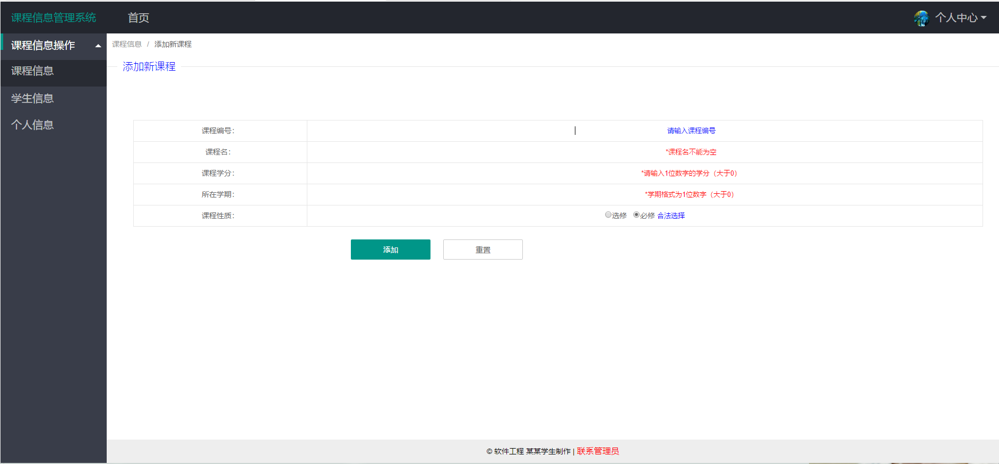 课程信息管理系统 首页 个人中心
课程信息操作
课程信息
学生信息
个人信息
课程信息 / 添加新课程
添加新课程
课程编号： 请输入课程编号
课程名： *课程名不能为空
课程学分： *请输入1位数字的学分（大于0）
所在学期： *学期格式为1位数字（大于0）
课程性质： 选修 必修 合法选择
添加 重置
© 软件工程 某某学生制作 | 联系管理员